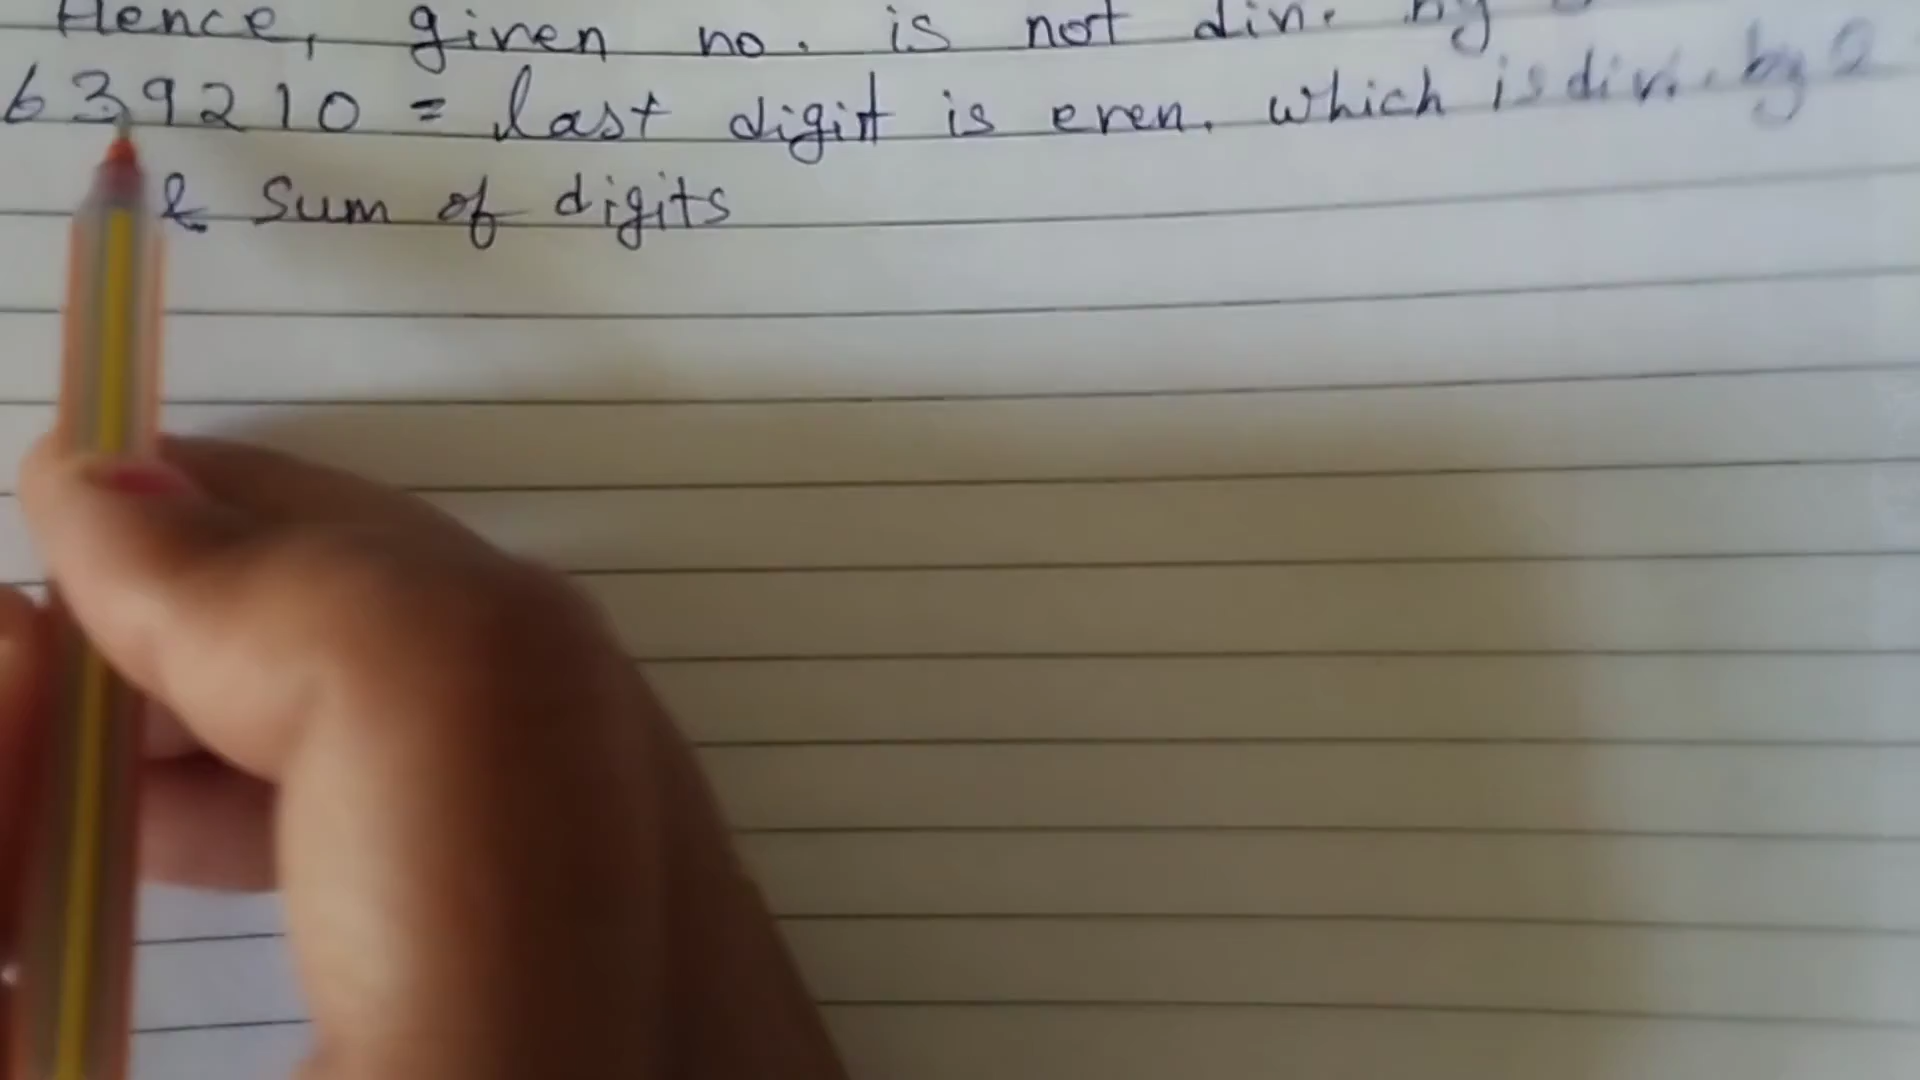 Hence, given no. is not div. by
639210 = last digit is even. which is div. by 2
& Sum of digits